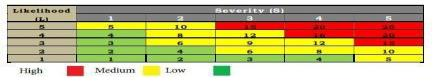 Likelihood (L) Severity (S)
1 2 3 4 5
5 5 10 15 20 25
4 4 8 12 16 20
3 3 6 9 12 15
2 2 4 6 8 10
1 1 2 3 4 5
High Medium Low